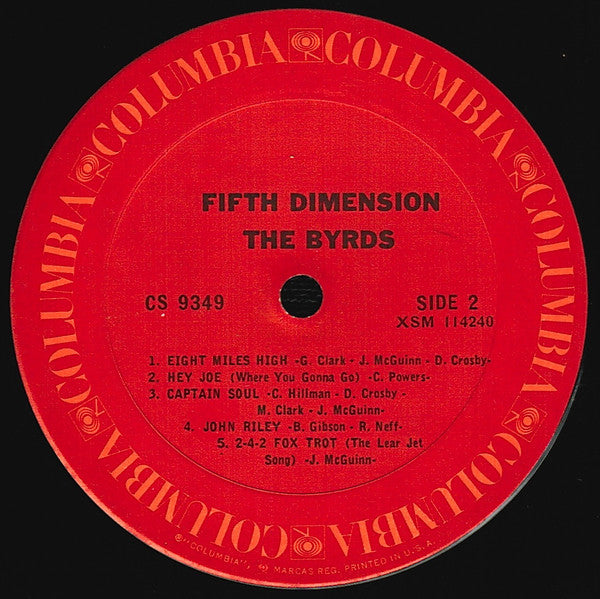 COLUMBIA COLUMBIA COLUMBIA COLUMBIA COLUMBIA COLUMBIA
FIFTH DIMENSION
THE BYRDS
CS 9349
SIDE 2
XSM 114240
1. EIGHT MILES HIGH -G. Clark - J. McGuinn - D. Crosby-
2. HEY JOE (Where You Gonna Go) -C. Powers-
3. CAPTAIN SOUL -C. Hillman - D. Crosby -
M. Clark - J. McGuinn-
4. JOHN RILEY -B. Gibson - R. Neff-
5. 2-4-2 FOX TROT (The Lear Jet
Song) -J. McGuinn-
®"COLUMBIA", MARCAS REG. PRINTED IN U.S.A.